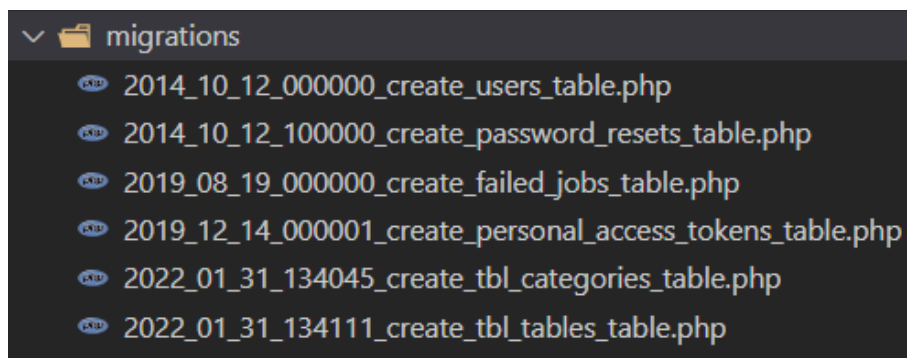 migrations
2014_10_12_000000_create_users_table.php
2014_10_12_100000_create_password_resets_table.php
2019_08_19_000000_create_failed_jobs_table.php
2019_12_14_000001_create_personal_access_tokens_table.php
2022_01_31_134045_create_tbl_categories_table.php
2022_01_31_134111_create_tbl_tables_table.php